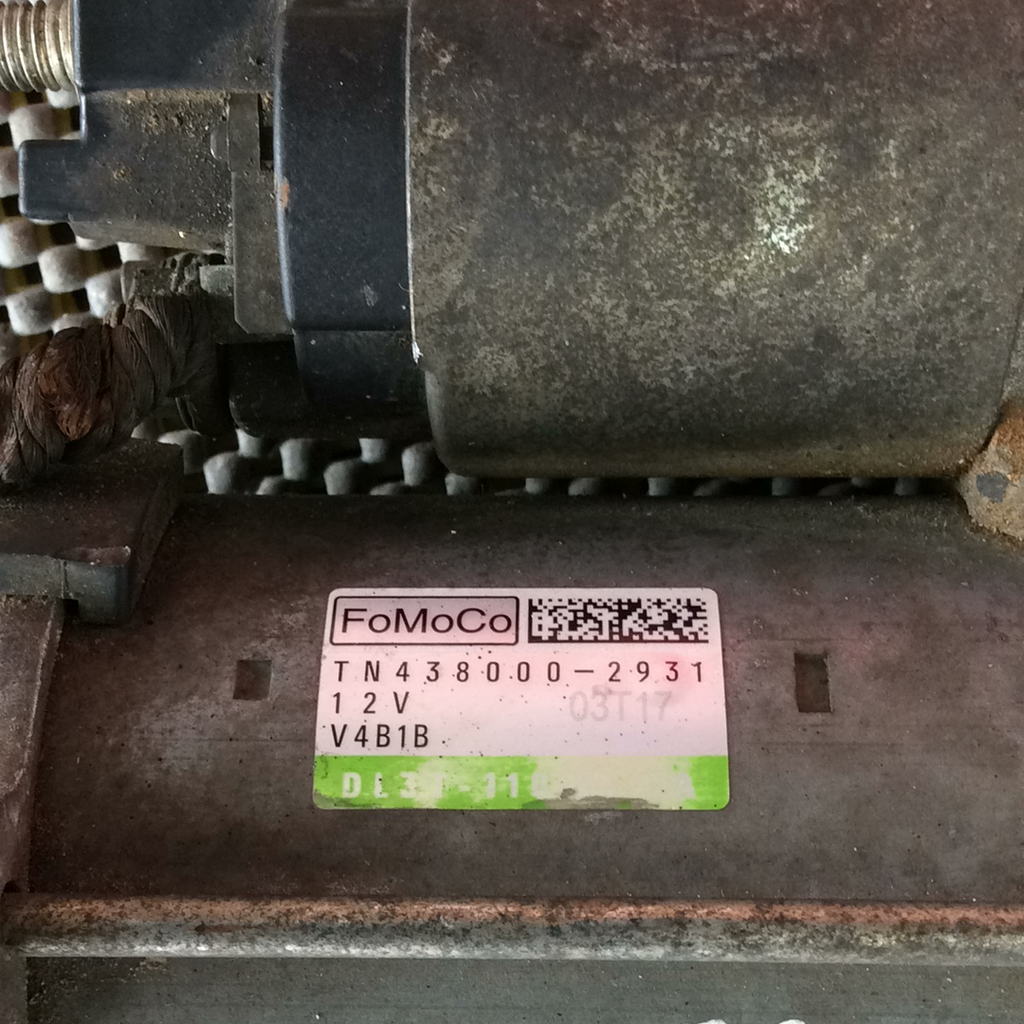 FoMoCo
TN438000-2931
12V 03T17
V4B1B